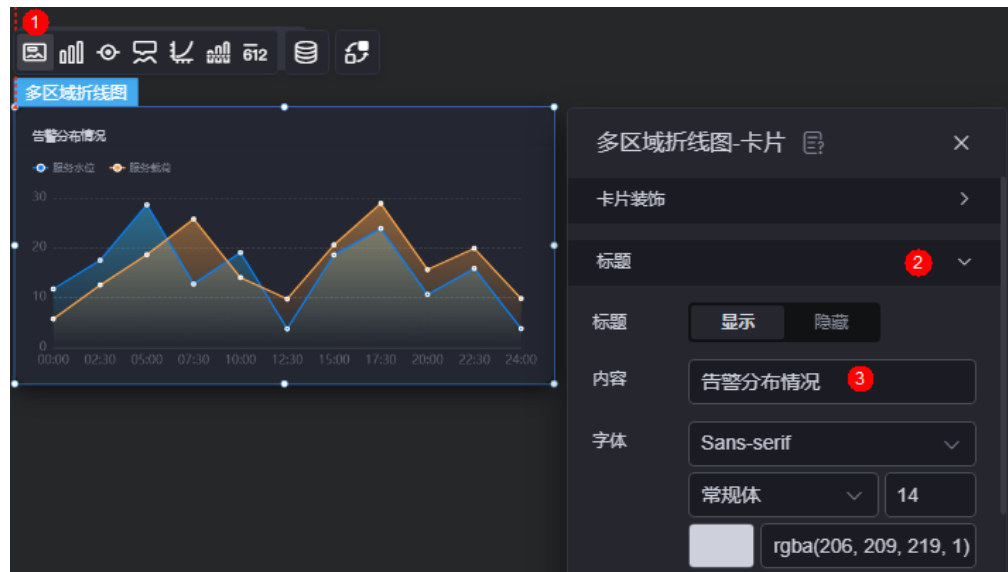 1
612
多区域折线图
告警分布情况
服务水位 服务载荷
30
20
10
0
00:00 02:30 05:00 07:30 10:00 12:30 15:00 17:30 20:00 22:30 24:00
多区域折线图-卡片
卡片装饰
标题 2
标题 显示 隐藏
内容 告警分布情况 3
字体 Sans-serif
常规体 14
rgba(206, 209, 219, 1)